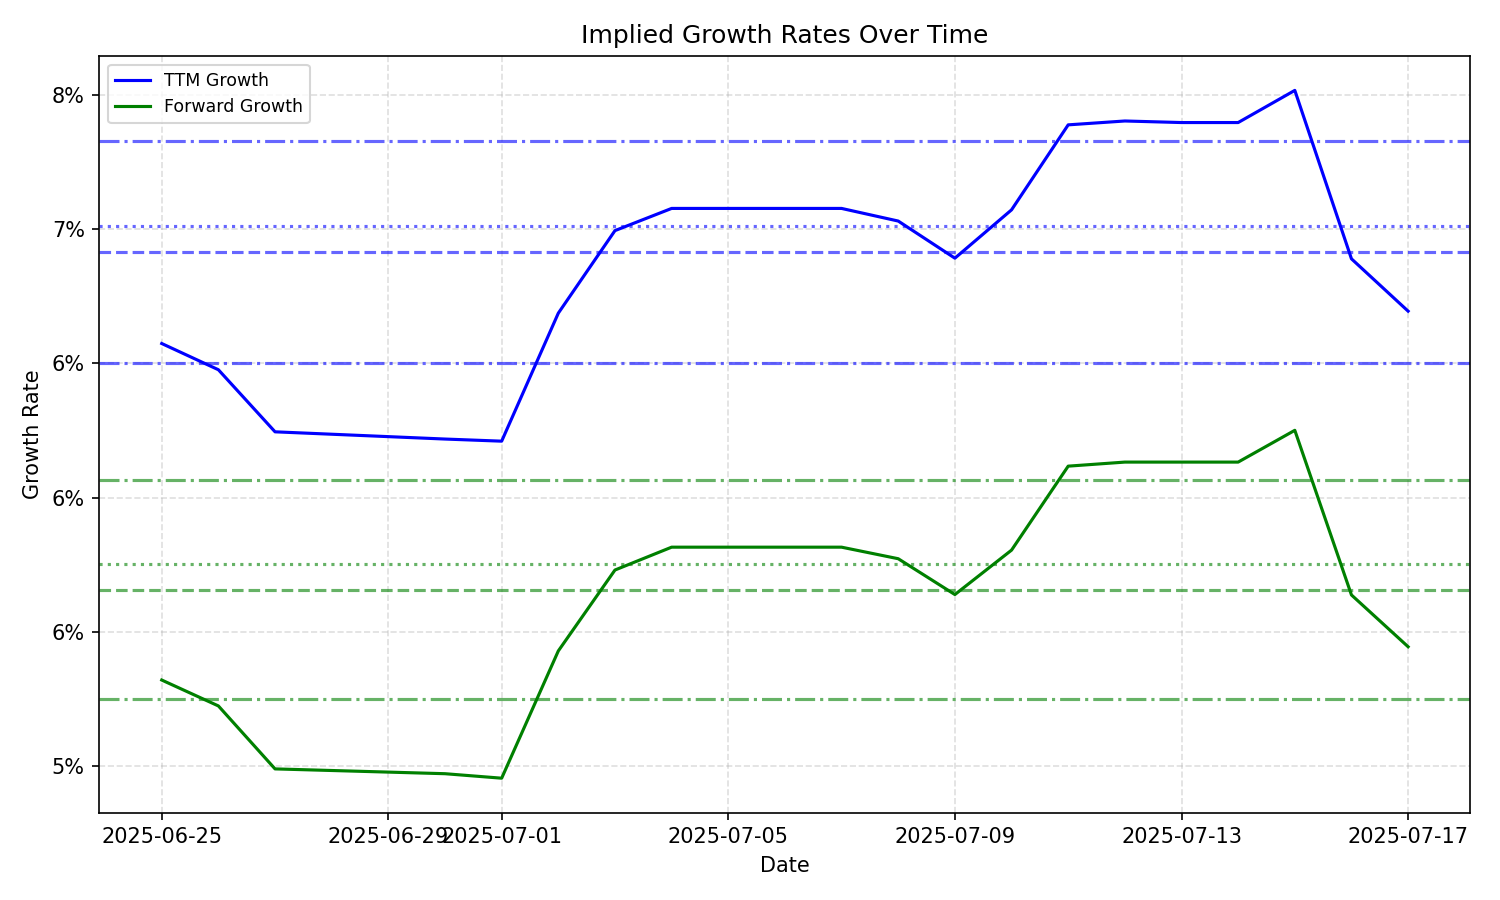 Implied Growth Rates Over Time
TTM Growth
Forward Growth
8%
7%
6%
6%
6%
5%
Growth Rate
2025-06-25
2025-06-29
2025-07-01
2025-07-05
2025-07-09
2025-07-13
2025-07-17
Date